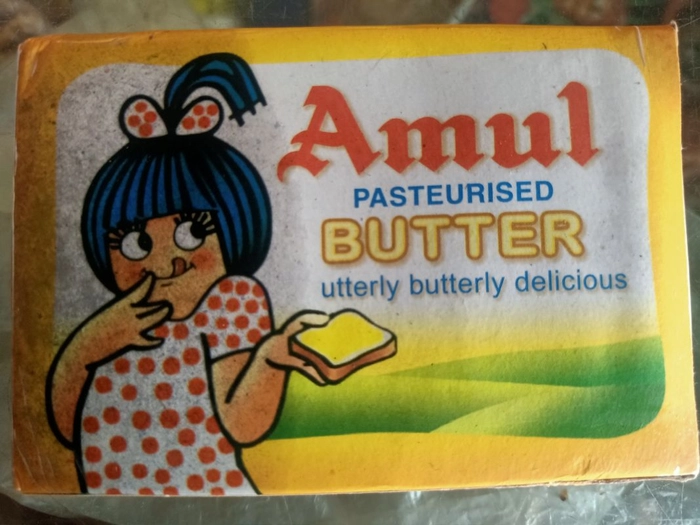 Amul
PASTEURISED
BUTTER
utterly butterly delicious